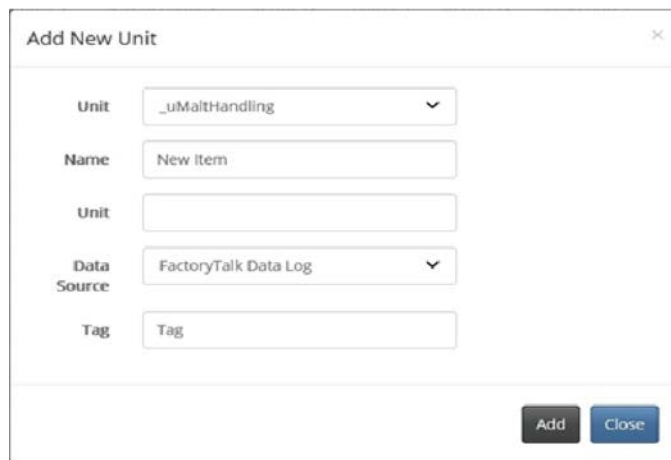 Add New Unit
×
Unit
_uMaltHandling
Name
New Item
Unit
Data
Source
FactoryTalk Data Log
Tag
Tag
Add
Close